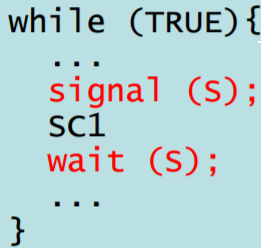 while (TRUE){
...
signal (S);
SC1
wait (S);
...
}